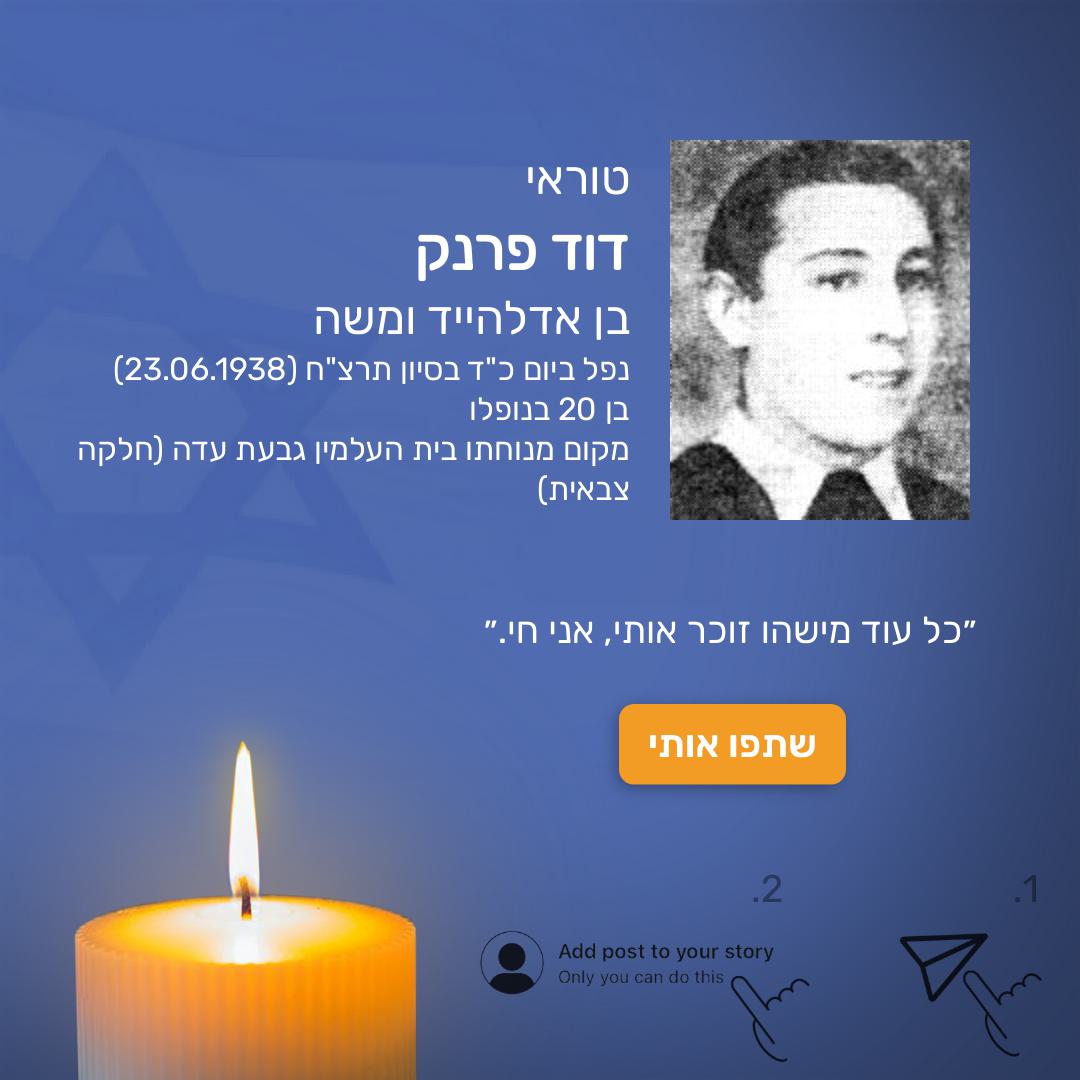 טוראי
דוד פרנק
בן אדלהייד ומשה
נפל ביום כ"ד בסיון תרצ"ח (23.06.1938)
בן 20 בנופלו
מקום מנוחתו בית העלמין גבעת עדה (חלקה
צבאית)
״כל עוד מישהו זוכר אותי, אני חי.״
שתפו אותי
1.
2.
Add post to your story
Only you can do this